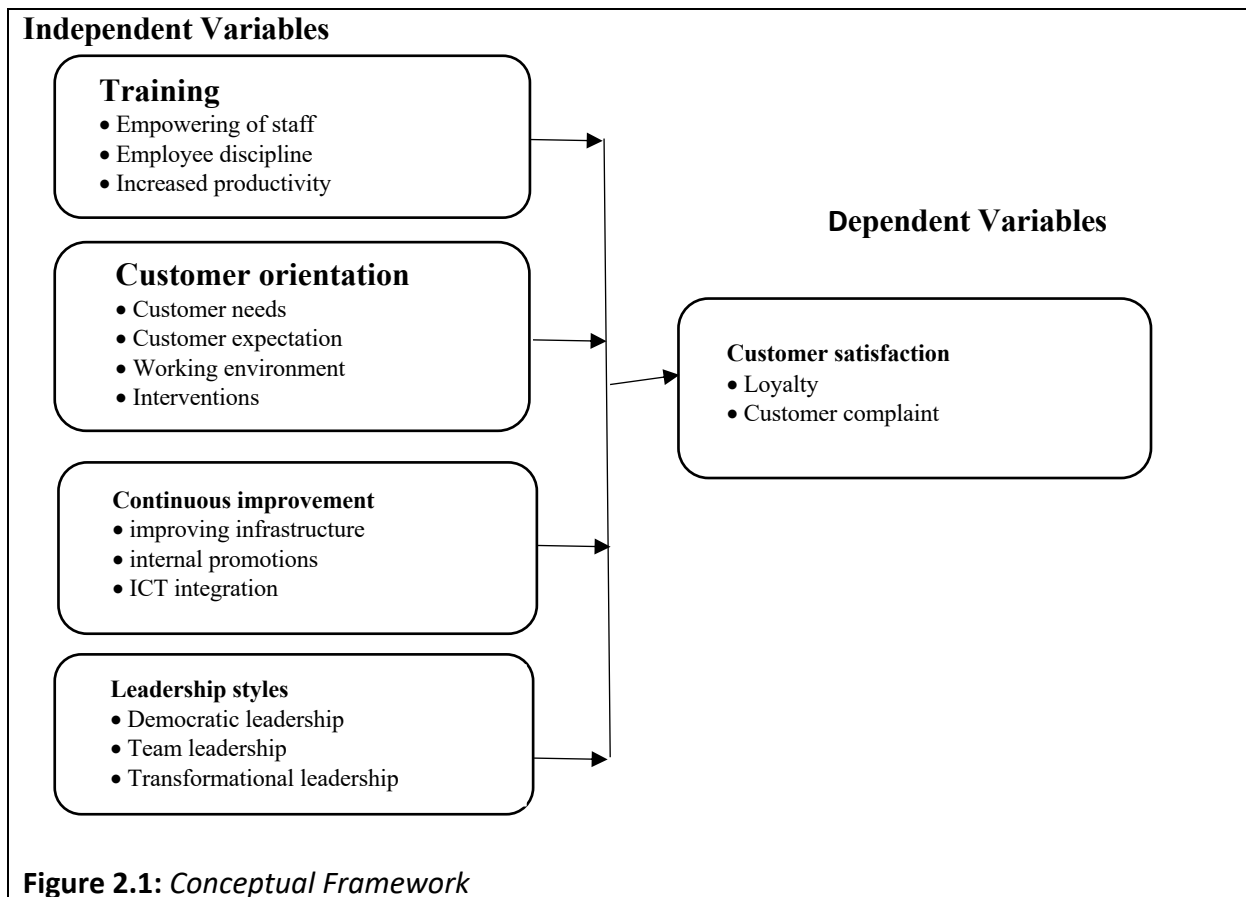 Independent Variables
Training
• Empowering of staff
• Employee discipline
• Increased productivity
Customer orientation
• Customer needs
• Customer expectation
• Working environment
• Interventions
Continuous improvement
• improving infrastructure
• internal promotions
• ICT integration
Leadership styles
• Democratic leadership
• Team leadership
• Transformational leadership
Dependent Variables
Customer satisfaction
• Loyalty
• Customer complaint
Figure 2.1: Conceptual Framework